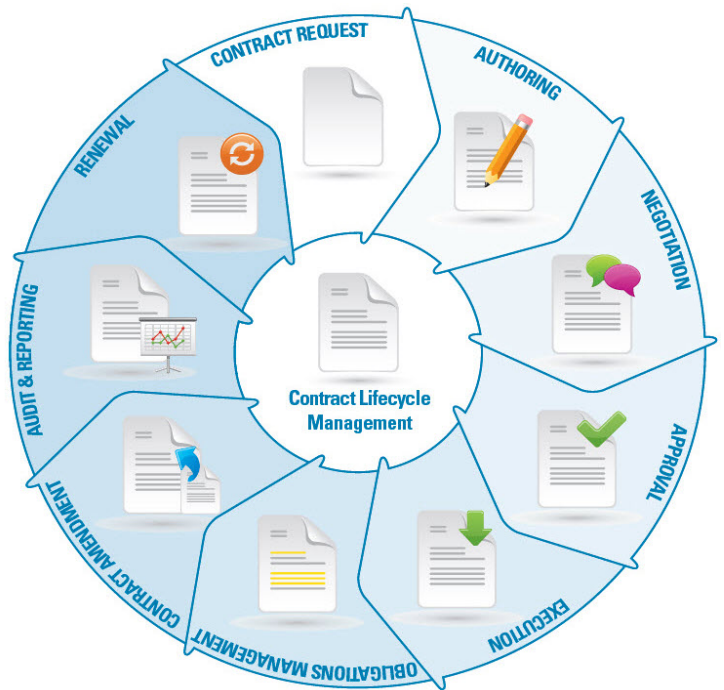 CONTRACT REQUEST
AUTHORING
NEGOTIATION
APPROVAL
EXECUTION
OBLIGATIONS MANAGEMENT
CONTRACT AMENDMENT
AUDIT & REPORTING
RENEWAL
Contract Lifecycle
Management